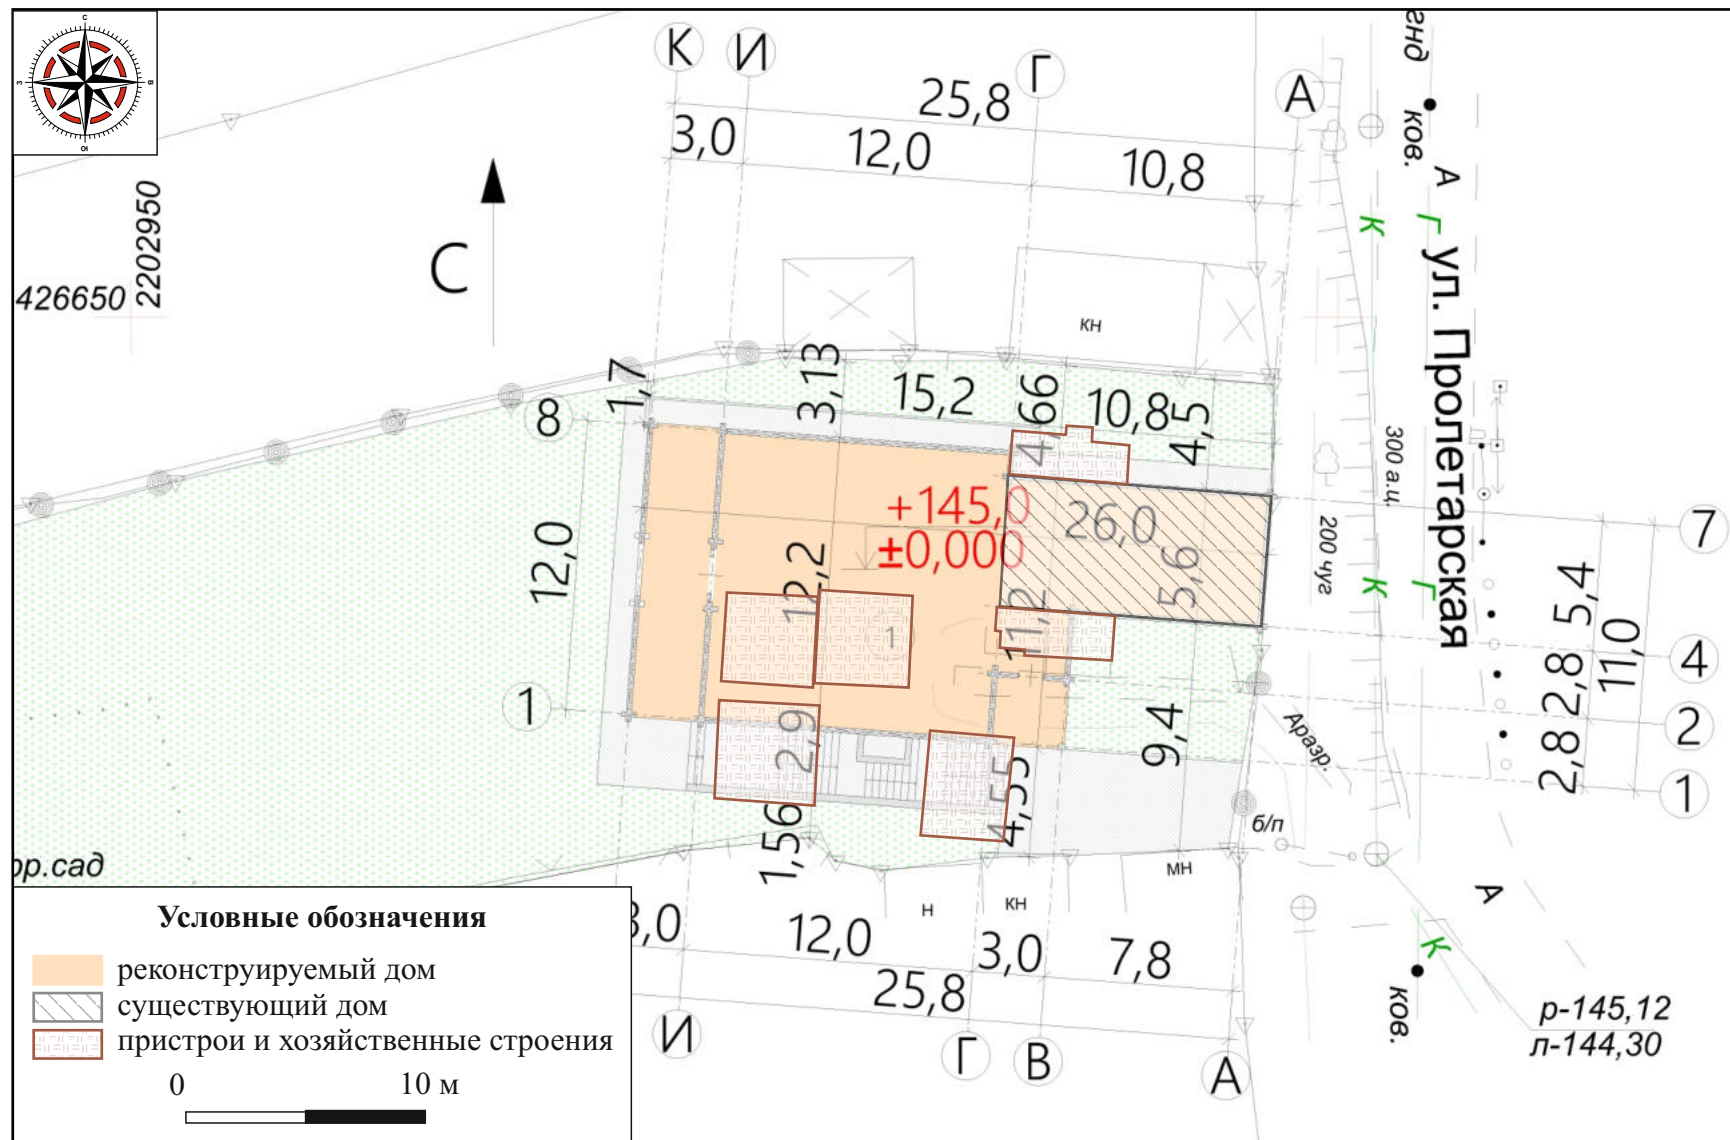 С
В
Ю
З
К
И
Г
А
25,8
3,0
12,0
10,8
гнд
ков.
А
Г
К
ул. Пролетарская
2202950
426650
С
кн
1,7
3,13
15,2
4,66
10,8
4,5
8
300 а.ц.
200 чуг
+145,0
±0,000
26,0
5,6
12,0
12,2
11,2
1
7
5,4
4
2,8
2
2,8
11,0
1
К
Г
1
2,9
9,4
4,55
1,56
Аразр.
б/п
мн
н
кн
А
К
ков.
ор.сад
3,0
12,0
3,0
7,8
25,8
И
Г
В
А
р-145,12
л-144,30
Условные обозначения
реконструируемый дом
существующий дом
пристрои и хозяйственные строения
0 10 м